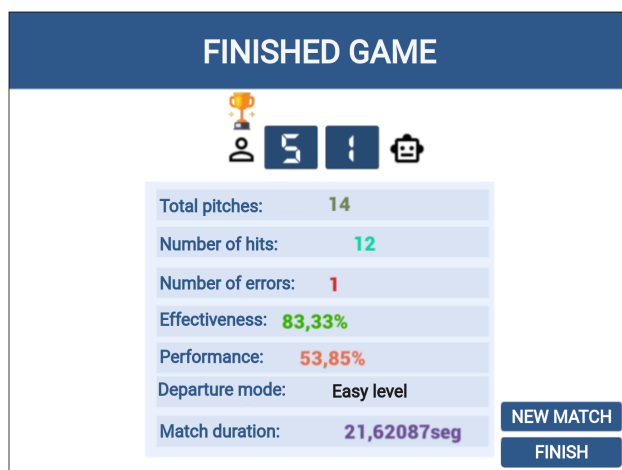 FINISHED GAME
5 1
Total pitches: 14
Number of hits: 12
Number of errors: 1
Effectiveness: 83,33%
Performance: 53,85%
Departure mode: Easy level
Match duration: 21,62087seg
NEW MATCH
FINISH